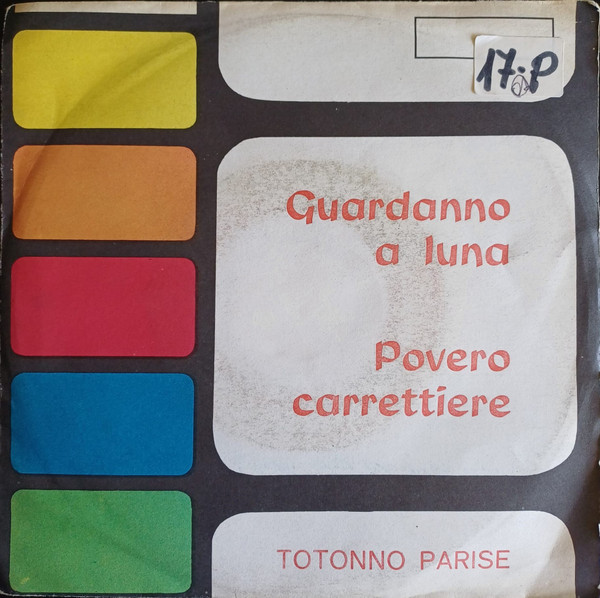 17.P
Guardanno
a luna
Povero
carrettiere
TOTONNO PARISE